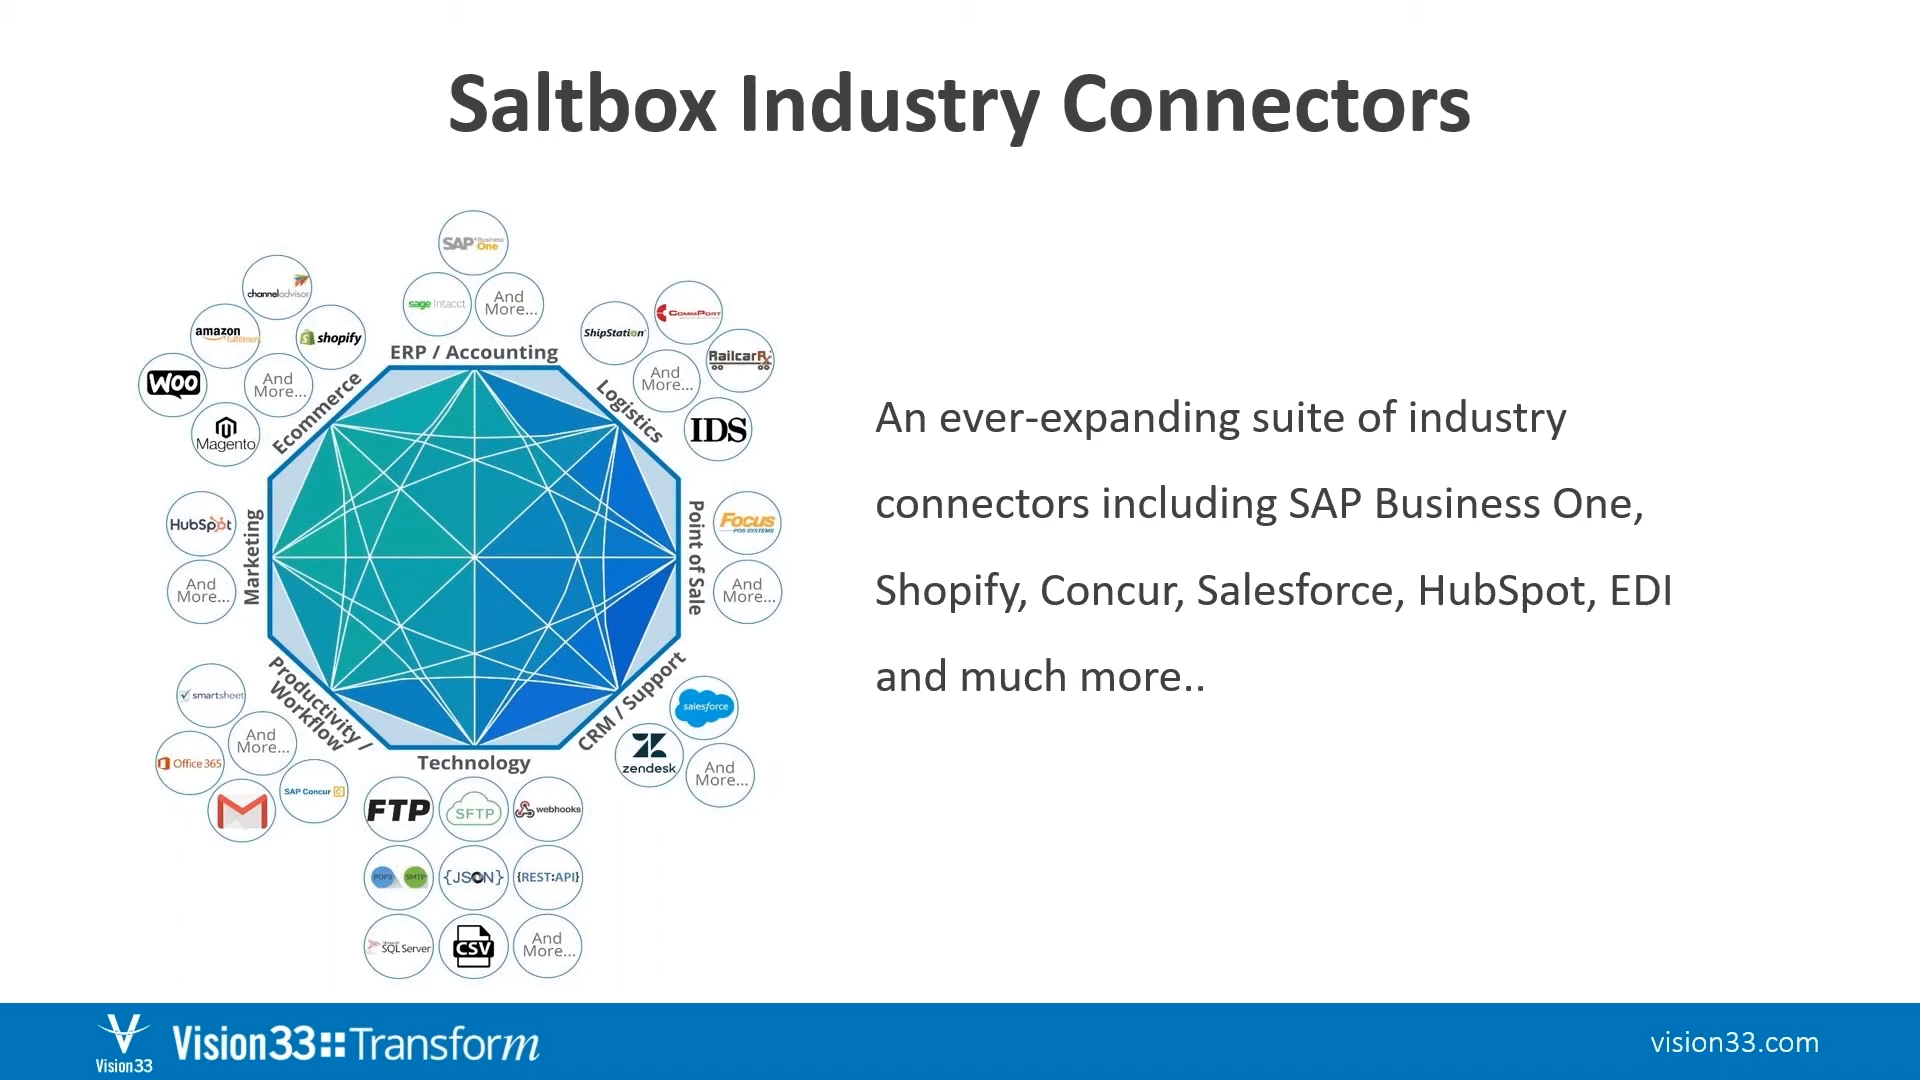 Saltbox Industry Connectors
SAP Business One
sage Intacct
And More...
ERP / Accounting
channeladvisor
amazon fulfillment
shopify
WOO
And More...
Magento
Ecommerce
ShipStation
CommPort
RailcarRx
And More...
IDS
Logistics
HubSpot
And More...
Marketing
Focus
POS SYSTEMS
And More...
Point of Sale
An ever-expanding suite of industry
connectors including SAP Business One,
Shopify, Concur, Salesforce, HubSpot, EDI
and much more..
smartsheet
And More...
Office 365
SAP Concur C
Productivity /
Workflow
salesforce
zendesk
And More...
CRM / Support
Technology
FTP
SFTP
webhooks
POP3 SMTP
{JSON}
{REST:API}
SQL Server
CSV
And More...
Vision33
Vision33::Transform
vision33.com